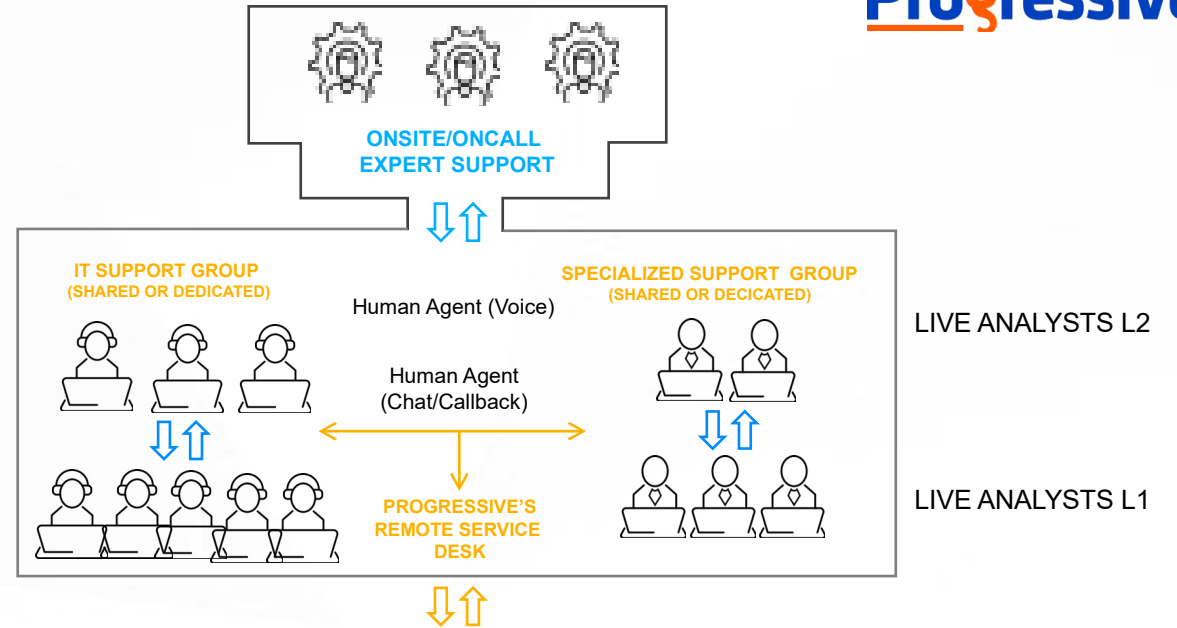 Progressive
ONSITE/ONCALL
EXPERT SUPPORT
IT SUPPORT GROUP
(SHARED OR DEDICATED)
SPECIALIZED SUPPORT GROUP
(SHARED OR DECICATED)
Human Agent (Voice)
LIVE ANALYSTS L2
Human Agent
(Chat/Callback)
PROGRESSIVE’S
REMOTE SERVICE
DESK
LIVE ANALYSTS L1